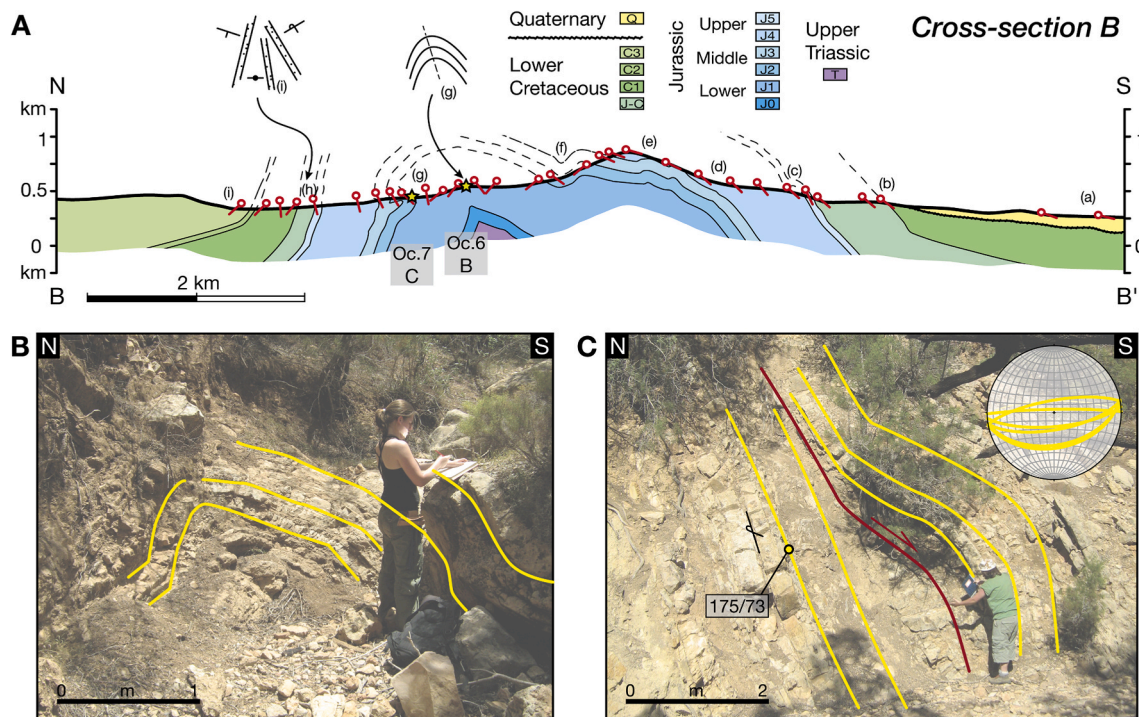 A
Cross-section B
Quaternary Q
Lower Cretaceous
C3
C2
C1
J-C
Jurassic
Upper
Middle
Lower
J5
J4
J3
J2
J1
J0
Upper Triassic
T
(i)
(g)
N
S
km
1
0.5
0
km
(i)
(h)
(g)
(f)
(e)
(d)
(c)
(b)
(a)
0
Oc.7
C
Oc.6
B
B
2 km
B'
B
N
S
0 m 1
C
N
S
175/73
0 m 2